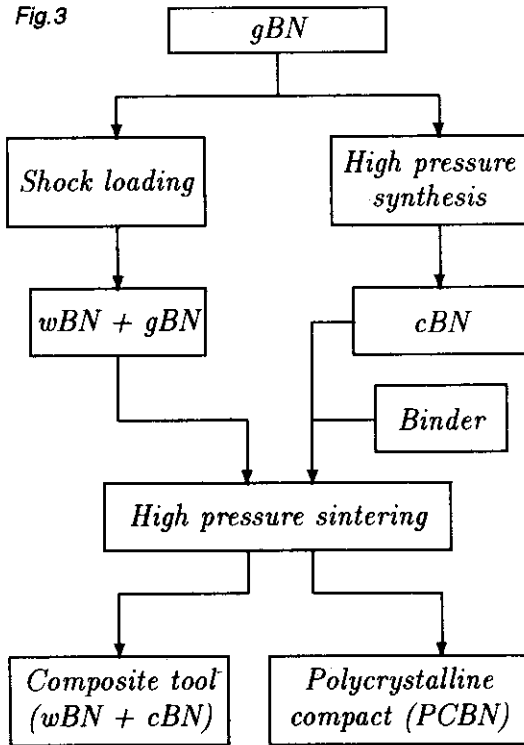 Fig.3
gBN
Shock loading
High pressure
synthesis
wBN + gBN
cBN
Binder
High pressure sintering
Composite tool
(wBN + cBN)
Polycrystalline
compact (PCBN)